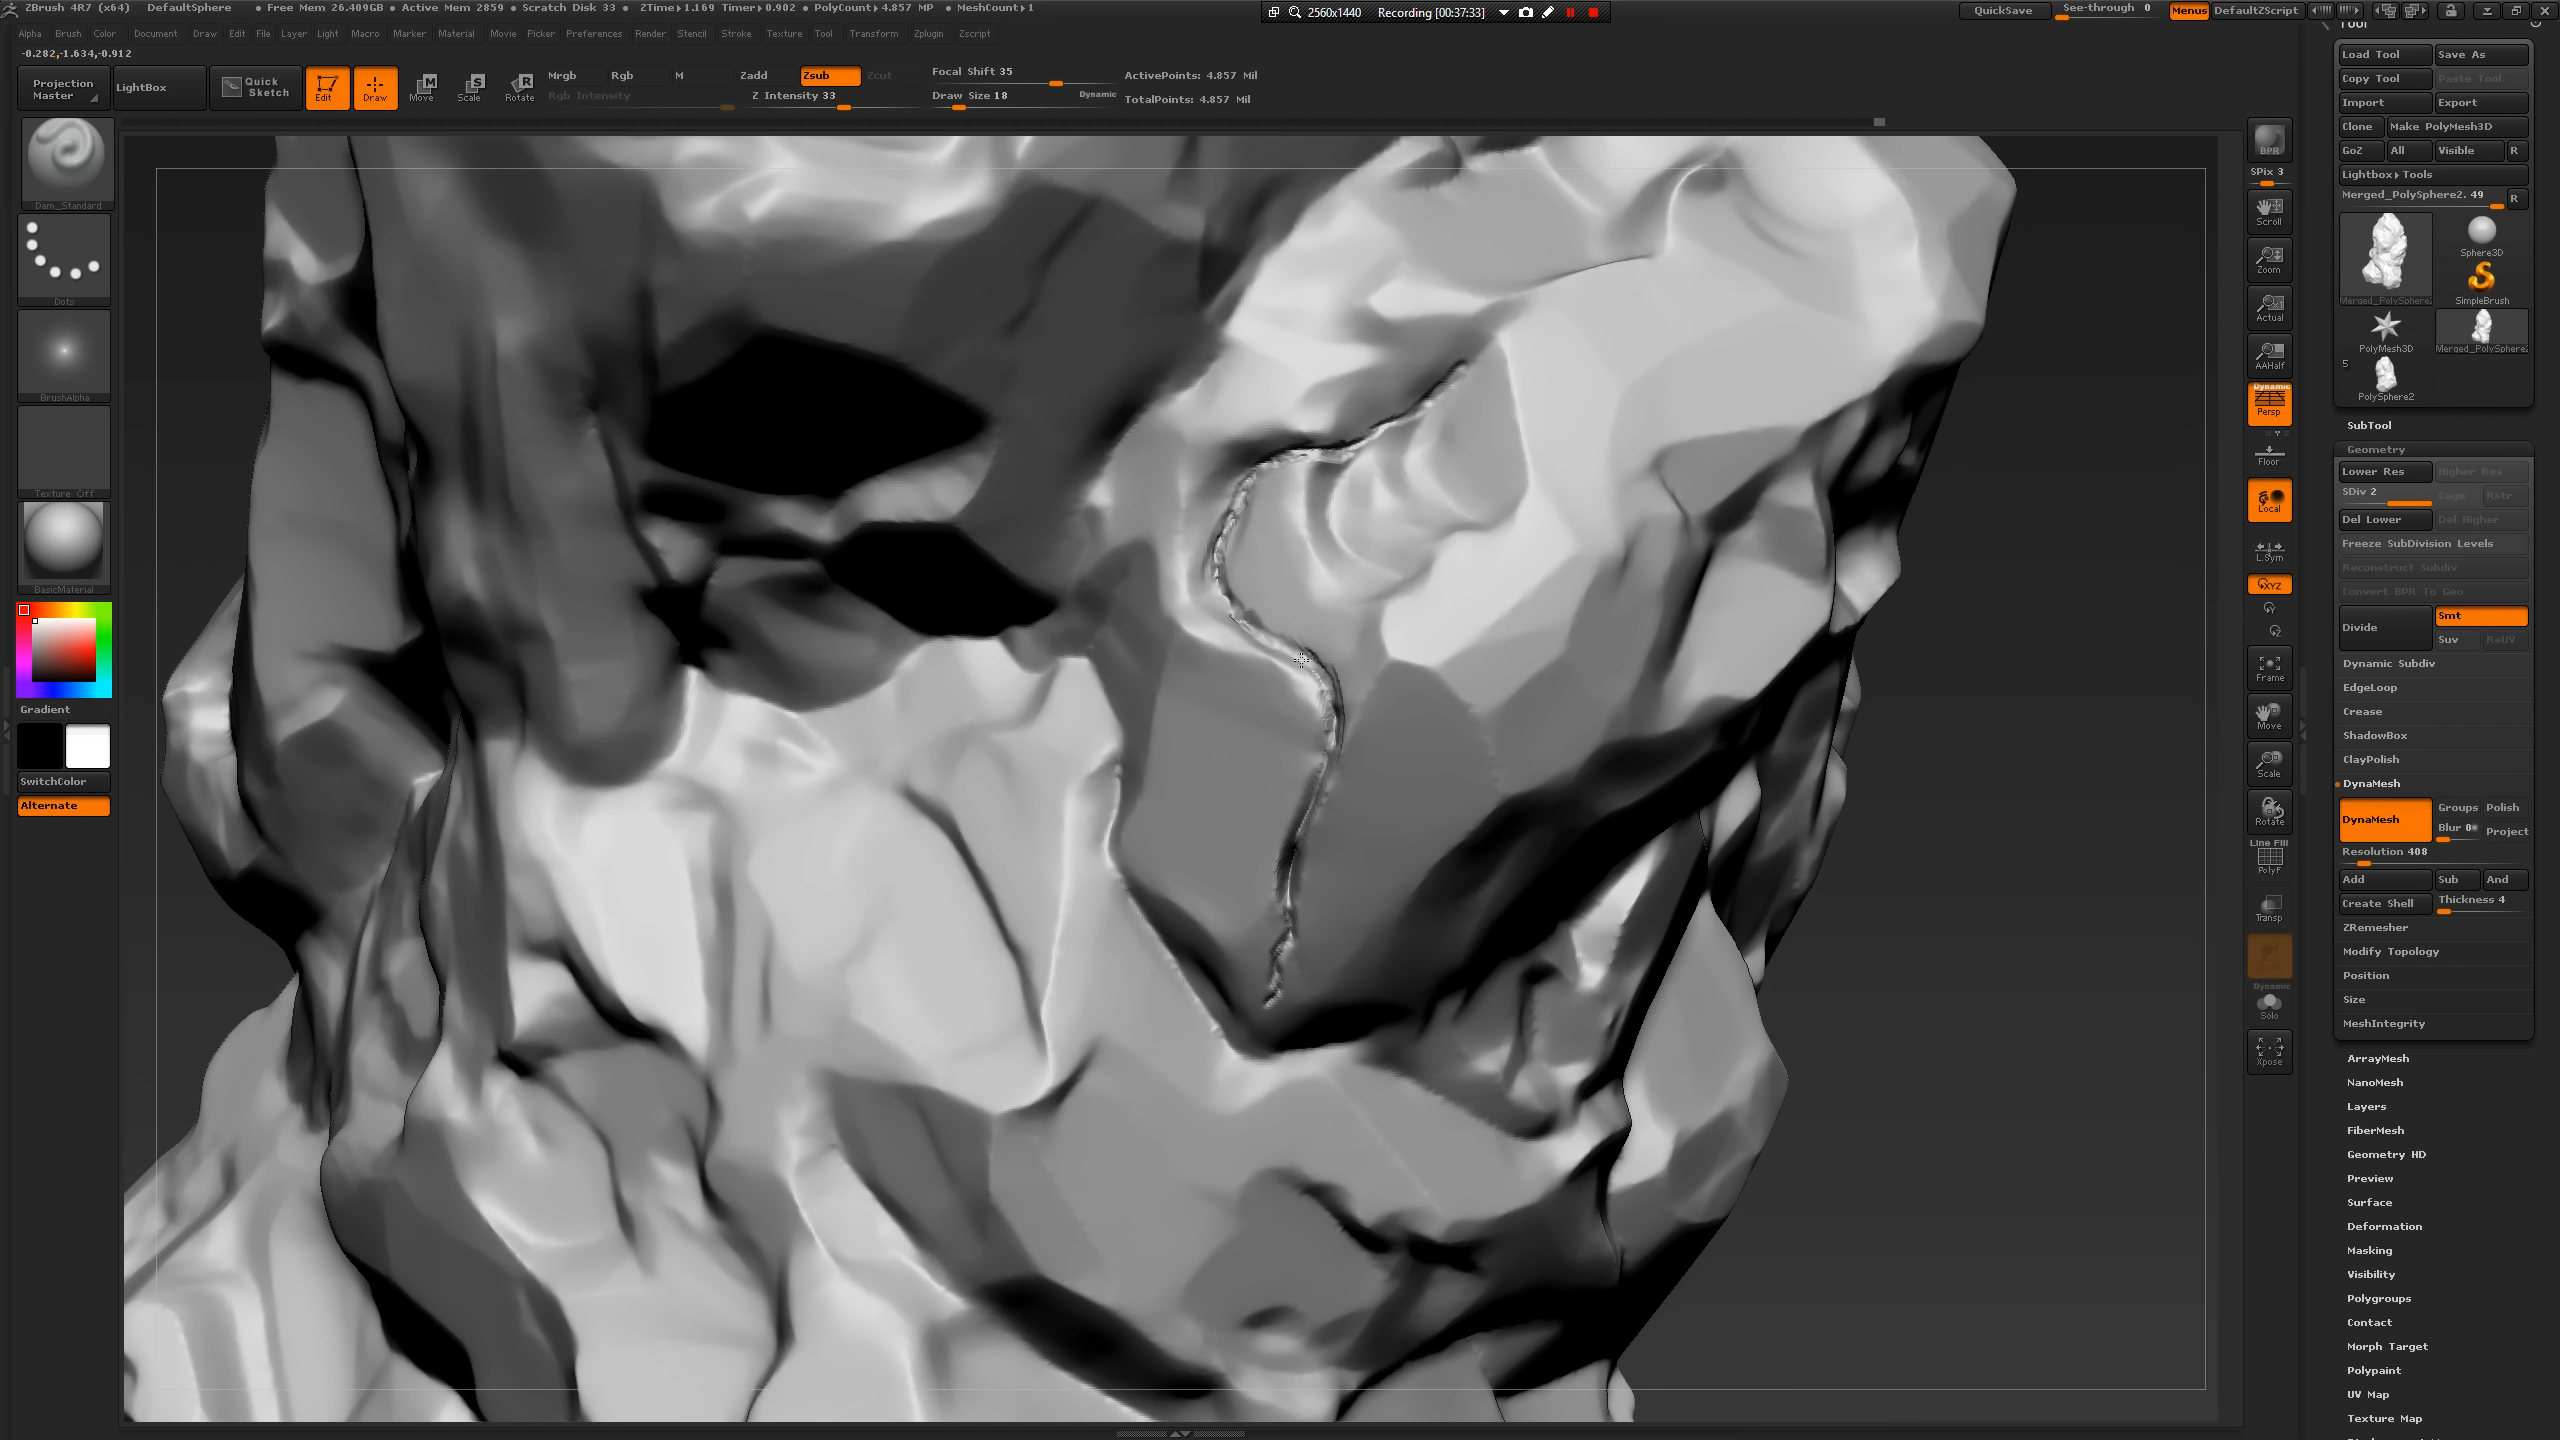 ZBrush 4R7 (x64) DefaultSphere • Free Mem 26.409GB • Active Mem 2859 • Scratch Disk 33 • ZTime▸1.169 Timer▸0.902 • PolyCount▸4.857 MP • MeshCount▸1
2560x1440 Recording [00:37:33]
QuickSave See-through 0 Menus DefaultZScript
Alpha Brush Color Document Draw Edit File Layer Light Macro Marker Material Movie Picker Preferences Render Stencil Stroke Texture Tool Transform Zplugin Zscript
-0.282,-1.634,-0.912
Projection Master
LightBox
Quick Sketch
Edit
Draw
Move
Scale
Rotate
Mrgb Rgb M
Rgb Intensity
Zadd Zsub Zcut
Z Intensity 33
Focal Shift 35
Draw Size 18
Dynamic
ActivePoints: 4.857 Mil
TotalPoints: 4.857 Mil
Dam_Standard
Dots
BrushAlpha
Texture Off
BasicMaterial
Gradient
SwitchColor
Alternate
BPR
SPix 3
Scroll
Zoom
Actual
AAHalf
Dynamic
Persp
Floor
Local
L.Sym
XYZ
Frame
Move
Scale
Rotate
Line Fill
PolyF
Transp
Dynamic
Solo
Xpose
Tool
Load Tool Save As
Copy Tool Paste Tool
Import Export
Clone Make PolyMesh3D
GoZ All Visible R
Lightbox▸Tools
Merged_PolySphere2. 49 R
Merged_PolySphere2
Sphere3D
SimpleBrush
PolyMesh3D
Merged_PolySphere2
5
PolySphere2
SubTool
Geometry
Lower Res Higher Res
SDiv 2 Cage Rstr
Del Lower Del Higher
Freeze SubDivision Levels
Reconstruct Subdiv
Convert BPR To Geo
Divide Smt
Suv ReUV
Dynamic Subdiv
EdgeLoop
Crease
ShadowBox
ClayPolish
DynaMesh
DynaMesh Groups Polish
Blur 0 Project
Resolution 408
Add Sub And
Create Shell Thickness 4
ZRemesher
Modify Topology
Position
Size
MeshIntegrity
ArrayMesh
NanoMesh
Layers
FiberMesh
Geometry HD
Preview
Surface
Deformation
Masking
Visibility
Polygroups
Contact
Morph Target
Polypaint
UV Map
Texture Map